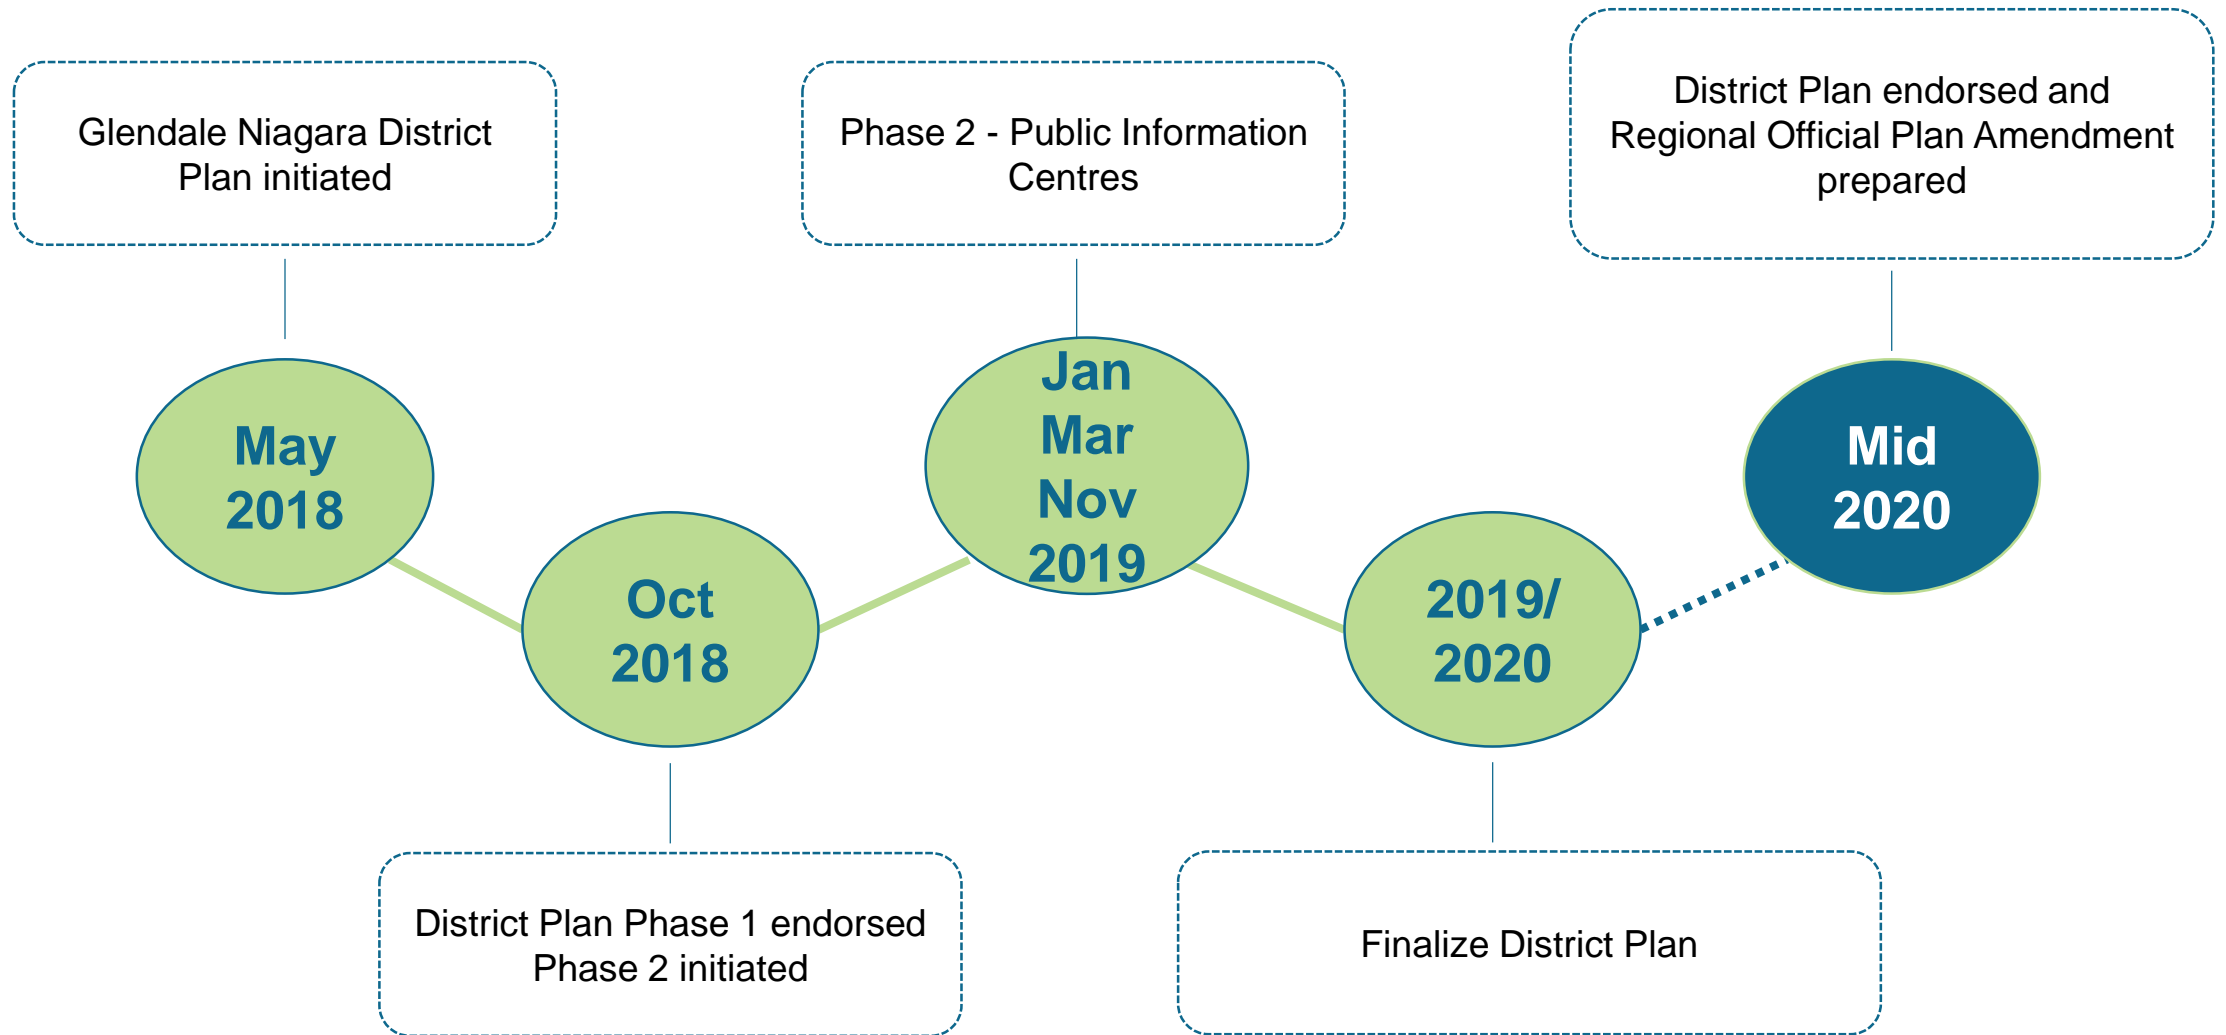 Glendale Niagara District
Plan initiated
May
2018
Oct
2018
District Plan Phase 1 endorsed
Phase 2 initiated
Phase 2 - Public Information
Centres
Jan
Mar
Nov
2019
2019/
2020
Finalize District Plan
District Plan endorsed and
Regional Official Plan Amendment
prepared
Mid
2020